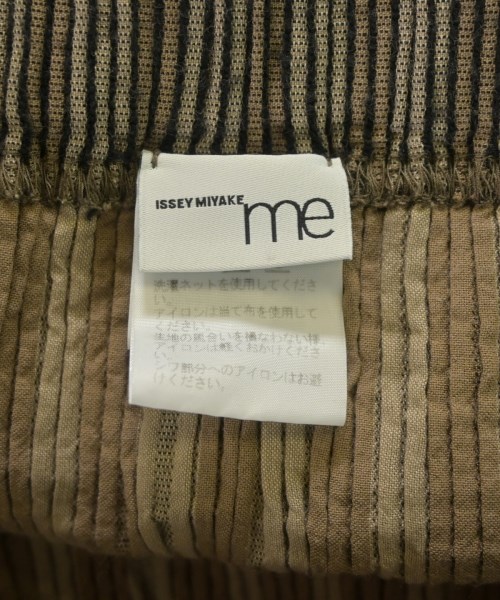 ISSEY MIYAKE me
洗濯ネットを使用してくださ
い。
アイロンは当て布を使用して
ください。
生地の風合いを損なわない様、
アイロンは軽くおかけくださ
い。
シワ部分へのアイロンはお避
けください。